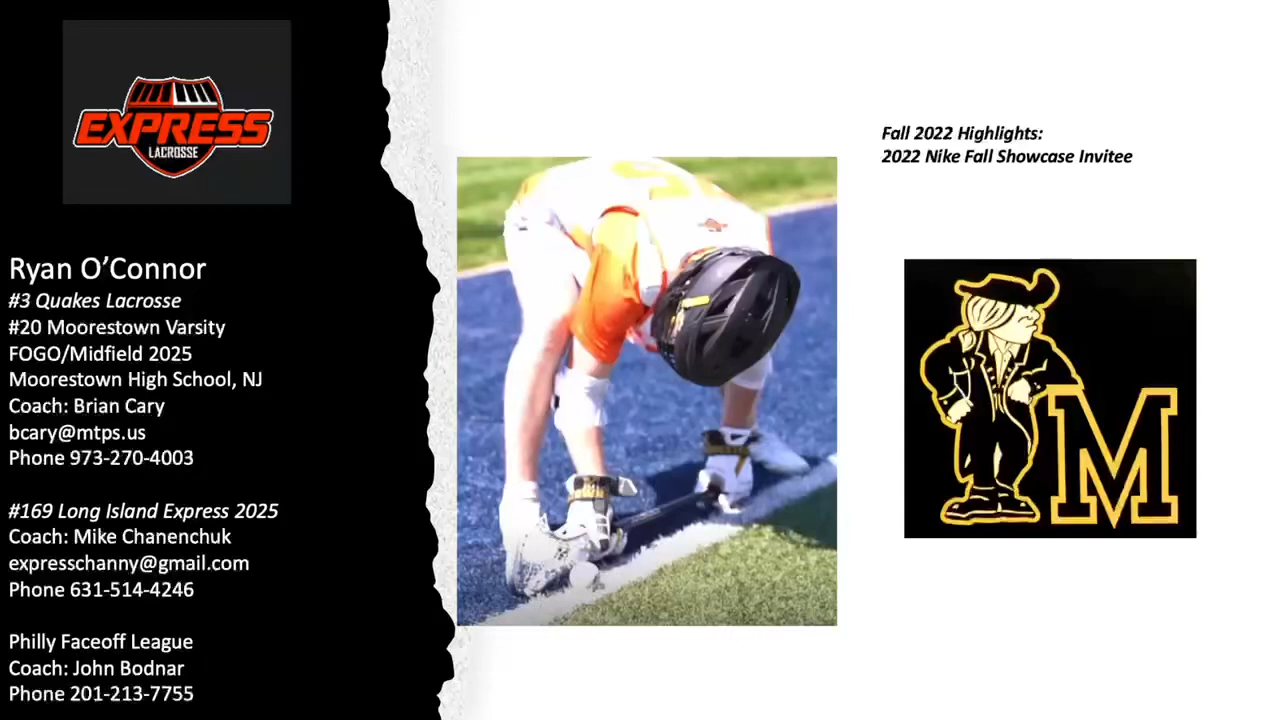 EXPRESS
LACROSSE
Ryan O’Connor
#3 Quakes Lacrosse
#20 Moorestown Varsity
FOGO/Midfield 2025
Moorestown High School, NJ
Coach: Brian Cary
bcary@mtps.us
Phone 973-270-4003
#169 Long Island Express 2025
Coach: Mike Chanenchuk
expresschanny@gmail.com
Phone 631-514-4246
Philly Faceoff League
Coach: John Bodnar
Phone 201-213-7755
Fall 2022 Highlights:
2022 Nike Fall Showcase Invitee
M